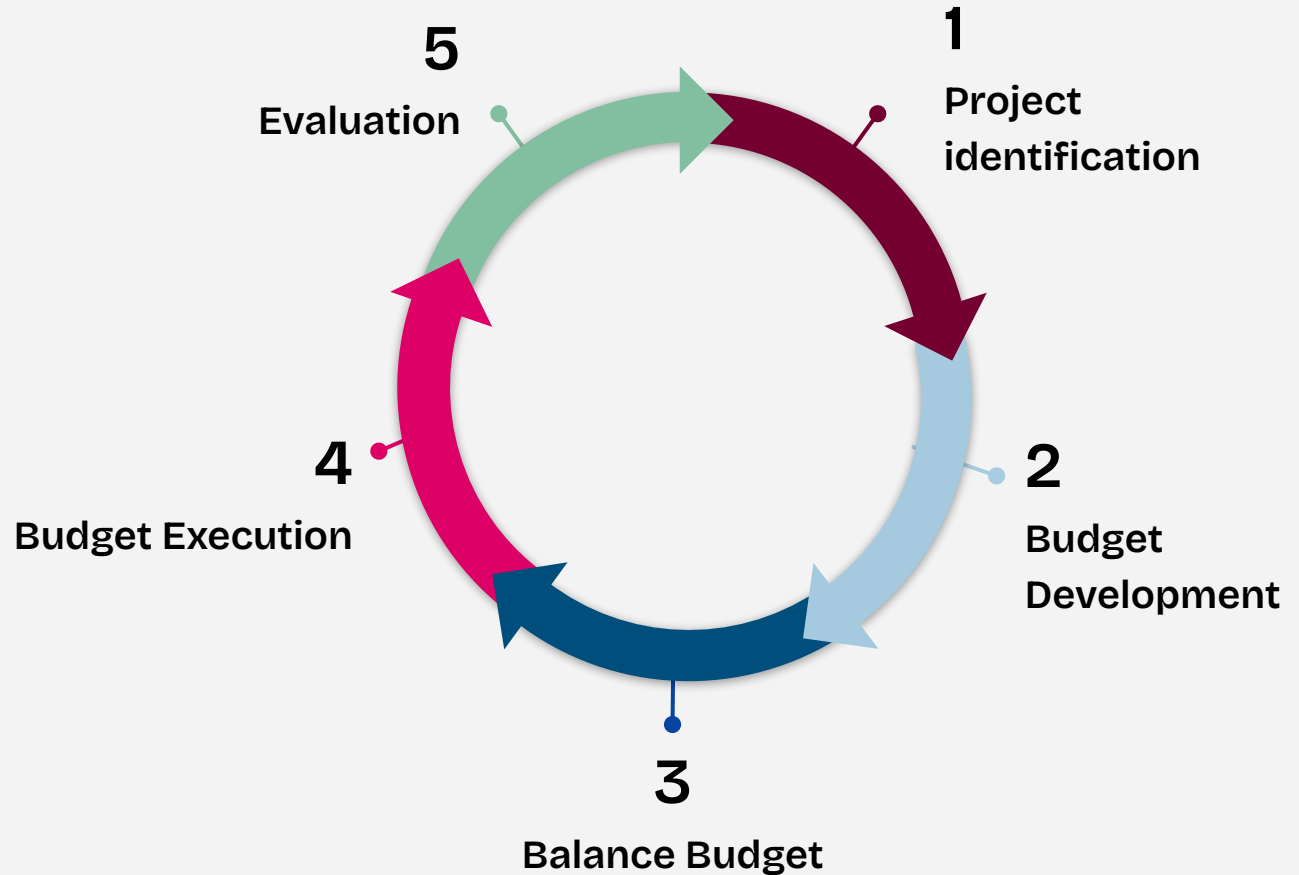 1
Project
identification
2
Budget
Development
3
Balance Budget
4
Budget Execution
5
Evaluation